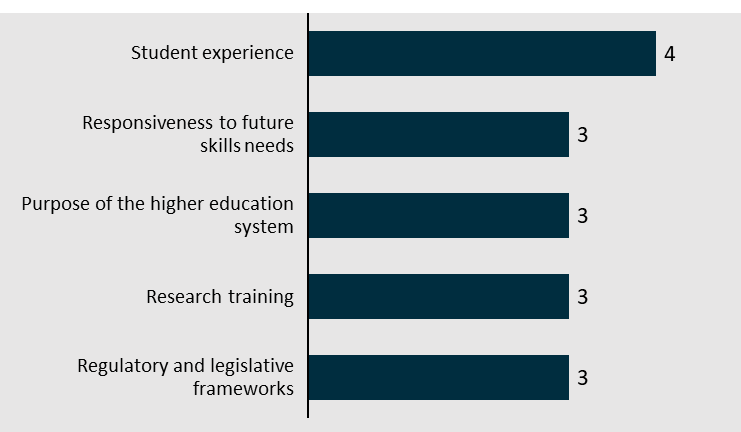 Student experience
4
Responsiveness to future
skills needs
3
Purpose of the higher education
system
3
Research training
3
Regulatory and legislative
frameworks
3